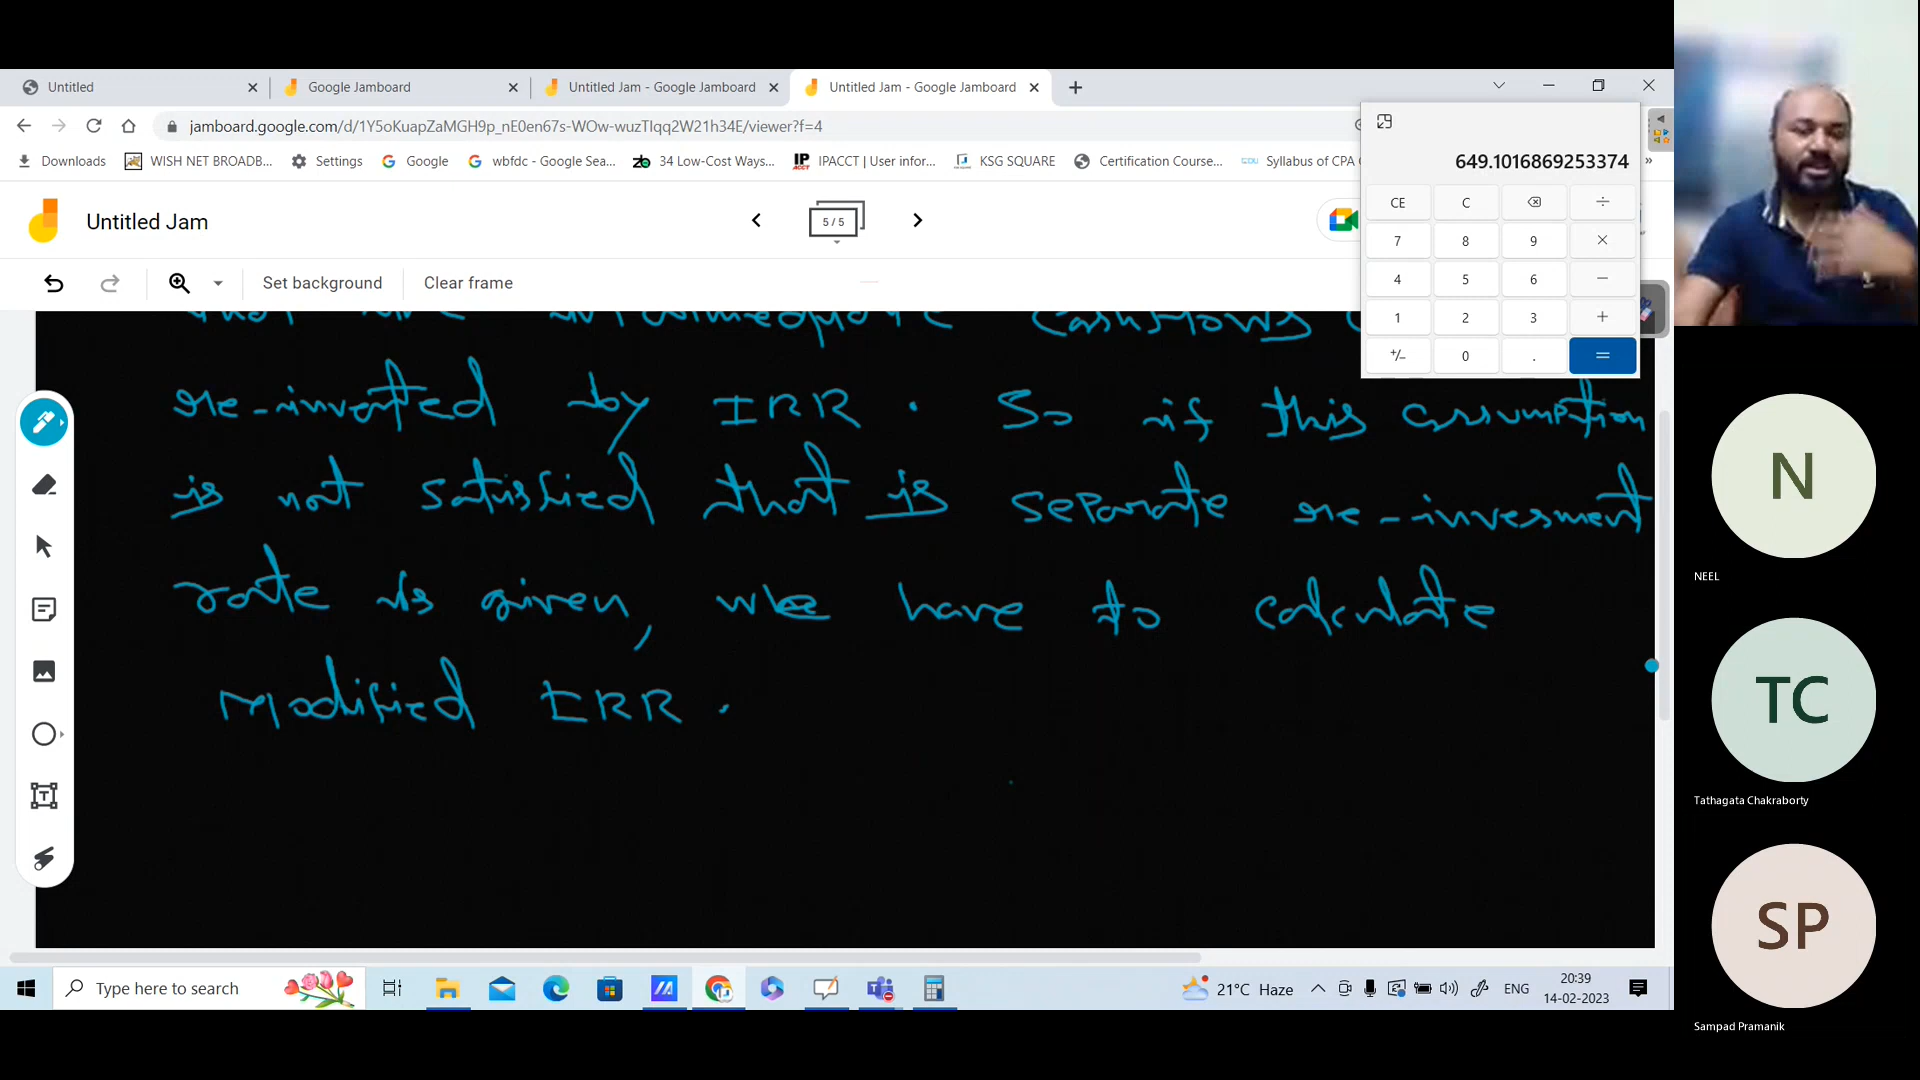 Untitled
Google Jamboard
Untitled Jam - Google Jamboard
Untitled Jam - Google Jamboard
jamboard.google.com/d/1Y5oKuapZaMGH9p_nE0en67s-WOw-wuzTIqq2W21h34E/viewer?f=4
Downloads WISH NET BROADB... Settings Google wbfdc - Google Sea... 34 Low-Cost Ways... IPACCT | User infor... KSG SQUARE Certification Course... Syllabus of CPA »
649.1016869253374
CE C ÷
7 8 9 ×
4 5 6 −
1 2 3 +
+/− 0 . =
Untitled Jam
5 / 5
Set background Clear frame
cashflows
re-invested by IRR. So if this assumption
is not satisfied that is separate re-invesment
rate is given, we have to calculate
Modified IRR.
N
NEEL
TC
Tathagata Chakraborty
SP
Sampad Pramanik
Type here to search
21°C Haze
ENG
20:39
14-02-2023